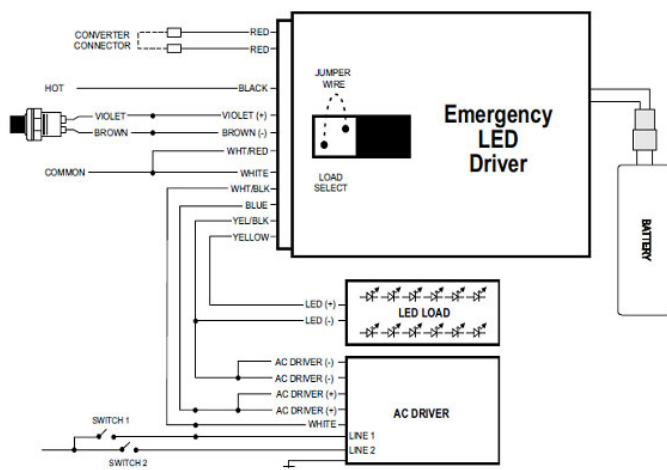 CONVERTER
CONNECTOR
RED
RED
HOT
BLACK
VIOLET
VIOLET (+)
BROWN
BROWN (-)
WHT/RED
COMMON
WHITE
WHT/BLK
BLUE
YEL/BLK
YELLOW
JUMPER
WIRE
LOAD
SELECT
Emergency
LED
Driver
BATTERY
LED (+)
LED (-)
LED LOAD
AC DRIVER (-)
AC DRIVER (-)
AC DRIVER (+)
AC DRIVER (+)
WHITE
LINE 1
LINE 2
AC DRIVER
SWITCH 1
SWITCH 2